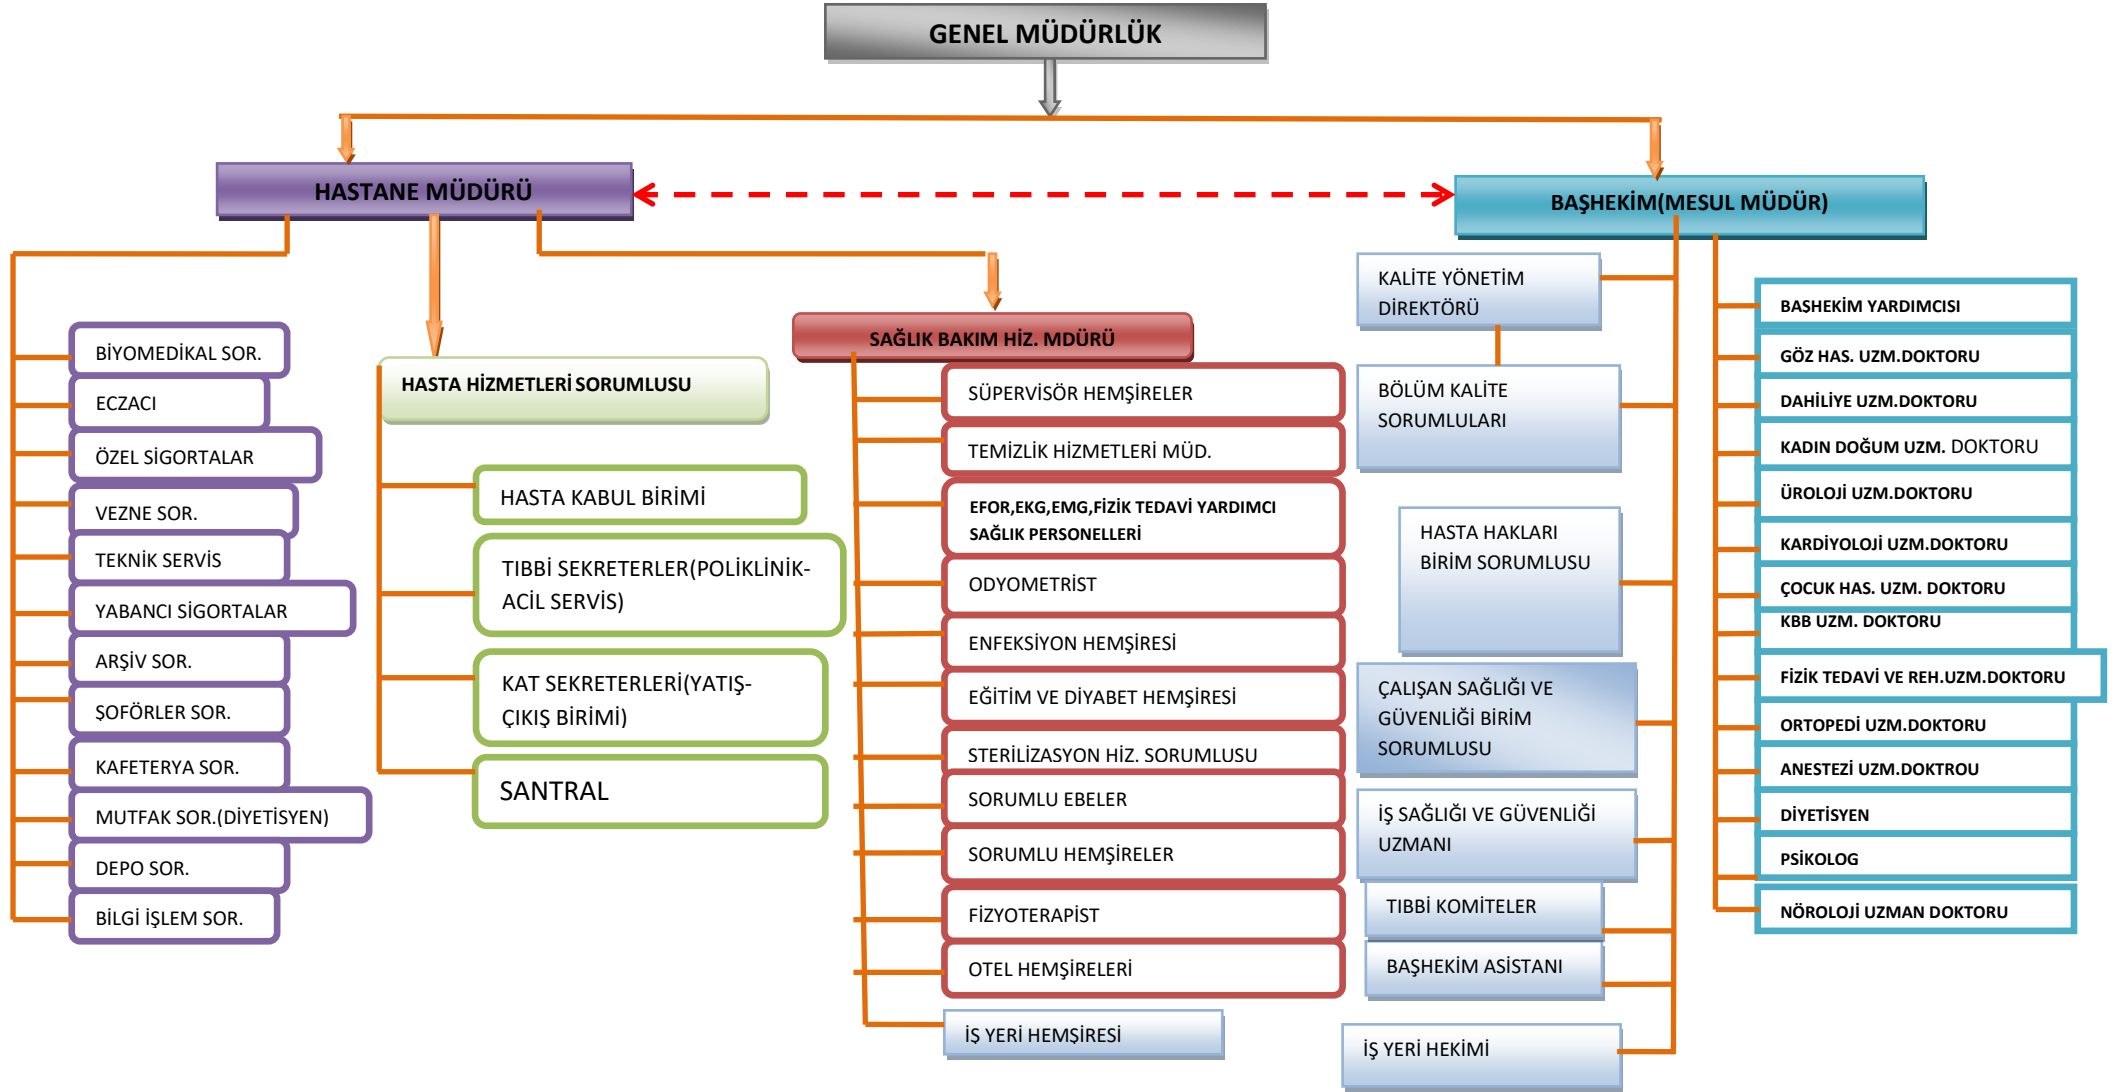 GENEL MÜDÜRLÜK
HASTANE MÜDÜRÜ
BAŞHEKİM(MESUL MÜDÜR)
BİYOMEDİKAL SOR.
ECZACI
ÖZEL SİGORTALAR
VEZNE SOR.
TEKNİK SERVİS
YABANCI SİGORTALAR
ARŞİV SOR.
ŞOFÖRLER SOR.
KAFETERYA SOR.
MUTFAK SOR.(DİYETİSYEN)
DEPO SOR.
BİLGİ İŞLEM SOR.
HASTA HİZMETLERİ SORUMLUSU
HASTA KABUL BİRİMİ
TIBBİ SEKRETERLER(POLİKLİNİK-
ACİL SERVİS)
KAT SEKRETERLERİ(YATIŞ-
ÇIKIŞ BİRİMİ)
SANTRAL
SAĞLIK BAKIM HİZ. MDÜRÜ
SÜPERVİSÖR HEMŞİRELER
TEMİZLİK HİZMETLERİ MÜD.
EFOR,EKG,EMG,FİZİK TEDAVİ YARDIMCI
SAĞLIK PERSONELLERİ
ODYOMETRİST
ENFEKSİYON HEMŞİRESİ
EĞİTİM VE DİYABET HEMŞİRESİ
STERİLİZASYON HİZ. SORUMLUSU
SORUMLU EBELER
SORUMLU HEMŞİRELER
FİZYOTERAPİST
OTEL HEMŞİRELERİ
İŞ YERİ HEMŞİRESİ
KALİTE YÖNETİM
DİREKTÖRÜ
BÖLÜM KALİTE
SORUMLULARI
HASTA HAKLARI
BİRİM SORUMLUSU
ÇALIŞAN SAĞLIĞI VE
GÜVENLİĞİ BİRİM
SORUMLUSU
İŞ SAĞLIĞI VE GÜVENLİĞİ
UZMANI
TIBBİ KOMİTELER
BAŞHEKİM ASİSTANI
İŞ YERİ HEKİMİ
BAŞHEKİM YARDIMCISI
GÖZ HAS. UZM.DOKTORU
DAHİLİYE UZM.DOKTORU
KADIN DOĞUM UZM. DOKTORU
ÜROLOJİ UZM.DOKTORU
KARDİYOLOJİ UZM.DOKTORU
ÇOCUK HAS. UZM. DOKTORU
KBB UZM. DOKTORU
FİZİK TEDAVİ VE REH.UZM.DOKTORU
ORTOPEDİ UZM.DOKTORU
ANESTEZİ UZM.DOKTROU
DİYETİSYEN
PSİKOLOG
NÖROLOJİ UZMAN DOKTORU